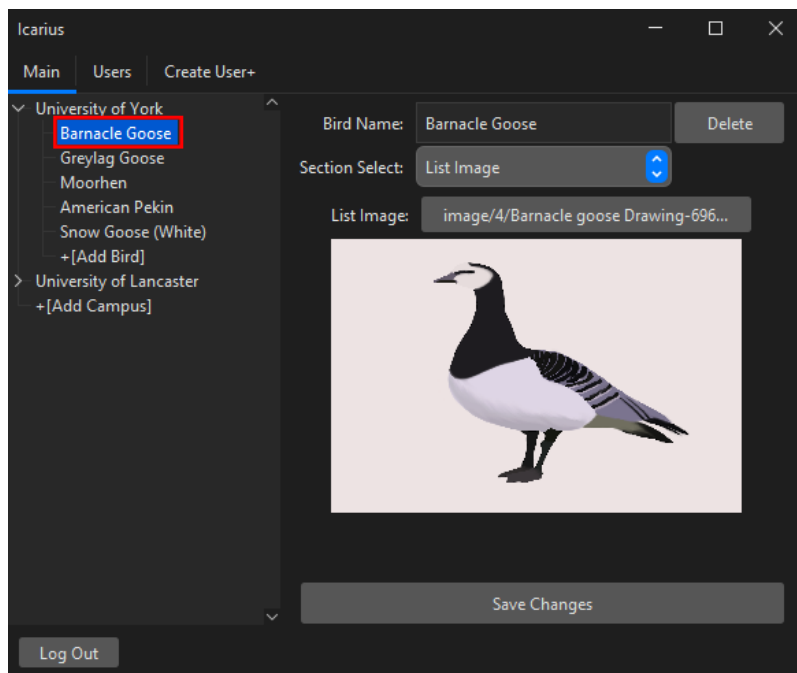 Icarius
Main Users Create User+
University of York
Barnacle Goose
Greylag Goose
Moorhen
American Pekin
Snow Goose (White)
+[Add Bird]
University of Lancaster
+[Add Campus]
Bird Name: Barnacle Goose Delete
Section Select: List Image
List Image: image/4/Barnacle goose Drawing-696...
Save Changes
Log Out